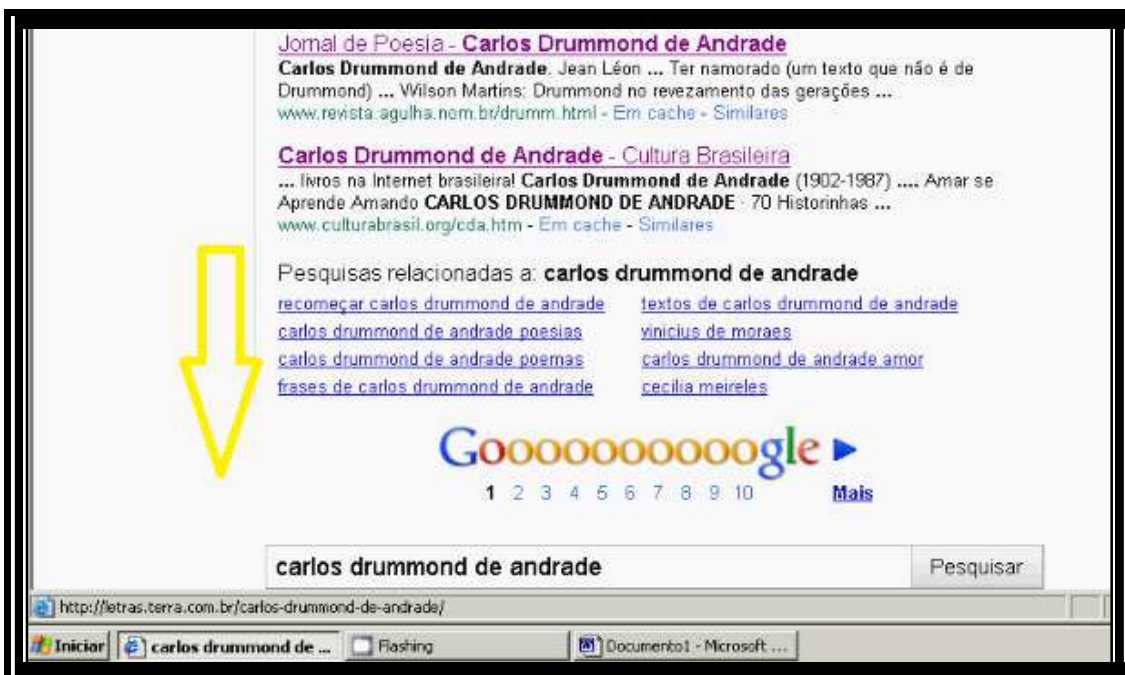 Jornal de Poesia - Carlos Drummond de Andrade
Carlos Drummond de Andrade. Jean Léon ... Ter namorado (um texto que não é de
Drummond) ... Wilson Martins: Drummond no revezamento das gerações ...
www.revista.agulha.nom.br/drumm.html - Em cache - Similares
Carlos Drummond de Andrade - Cultura Brasileira
... livros na Internet brasileira! Carlos Drummond de Andrade (1902-1987) .... Amar se
Aprende Amando CARLOS DRUMMOND DE ANDRADE · 70 Historinhas ...
www.culturabrasil.org/cda.htm - Em cache - Similares
Pesquisas relacionadas a: carlos drummond de andrade
recomeçar carlos drummond de andrade textos de carlos drummond de andrade
carlos drummond de andrade poesias vinicius de moraes
carlos drummond de andrade poemas carlos drummond de andrade amor
frases de carlos drummond de andrade cecilia meireles
Goooooooooogle
1 2 3 4 5 6 7 8 9 10 Mais
carlos drummond de andrade Pesquisar
http://letras.terra.com.br/carlos-drummond-de-andrade/
Iniciar carlos drummond de ... Flashing Documento1 - Microsoft ...